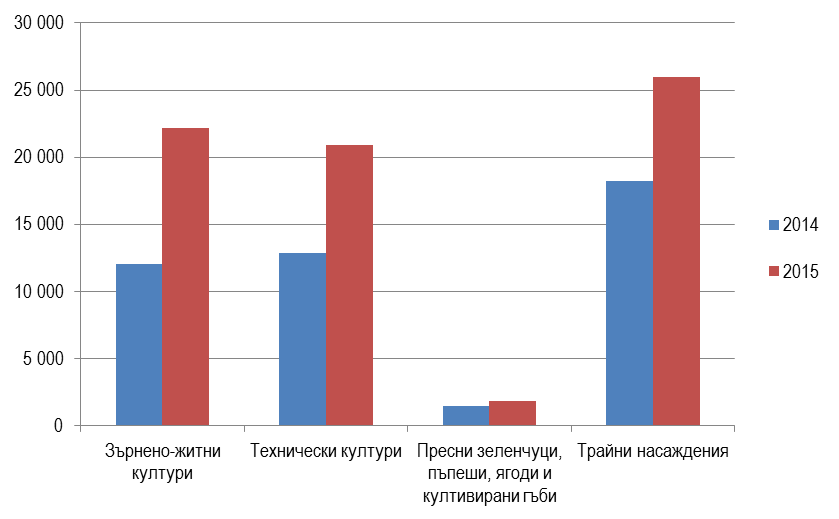 30 000
25 000
20 000
15 000
10 000
5 000
0
Зърнено-житни
култури
Технически култури
Пресни зеленчуци,
пъпеши, ягоди и
култивирани гъби
Трайни насаждения
2014
2015